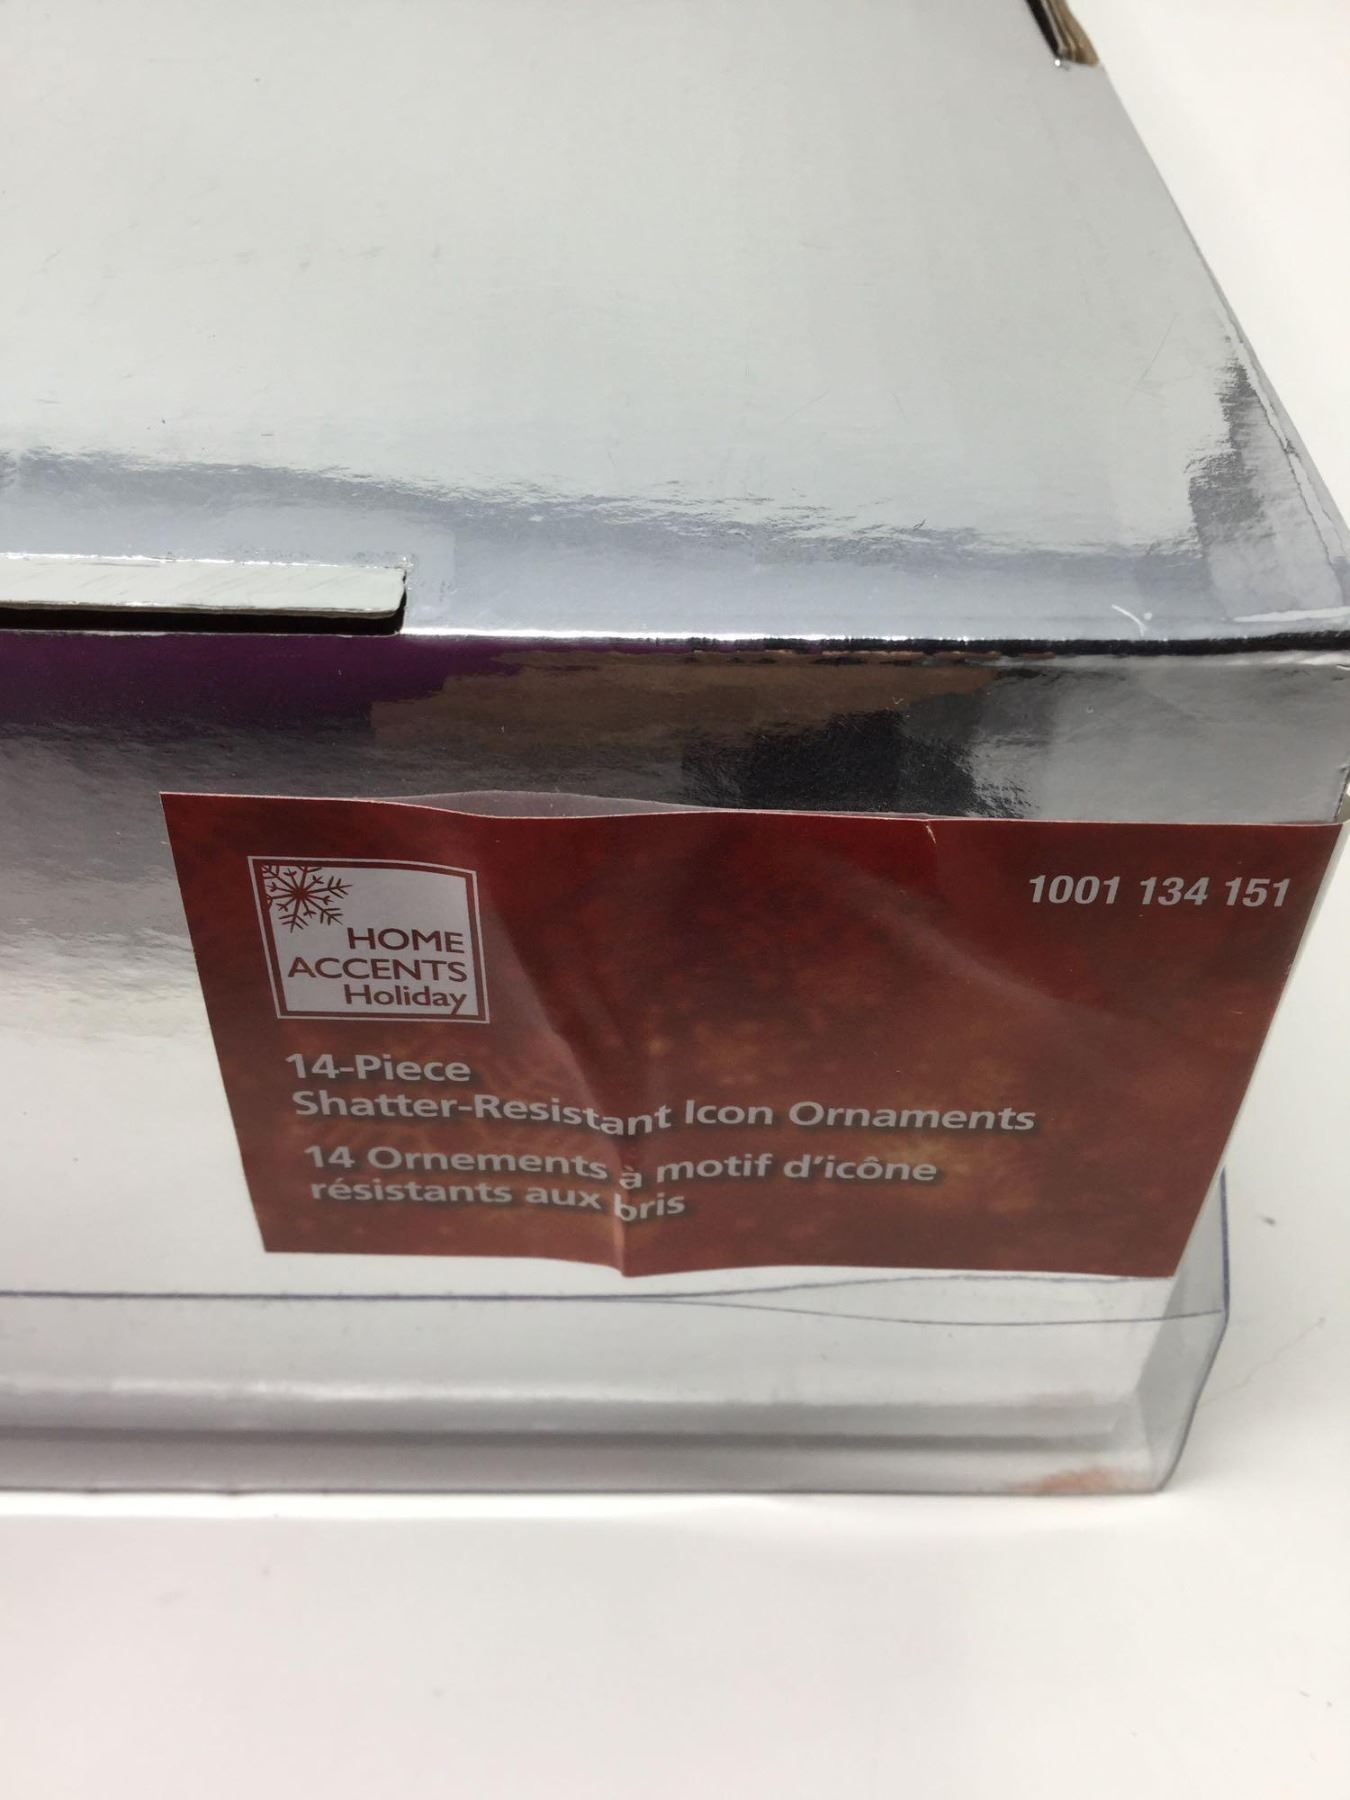 HOME
ACCENTS
Holiday
1001 134 151
14-Piece
Shatter-Resistant Icon Ornaments
14 Ornements à motif d'icône
résistants aux bris